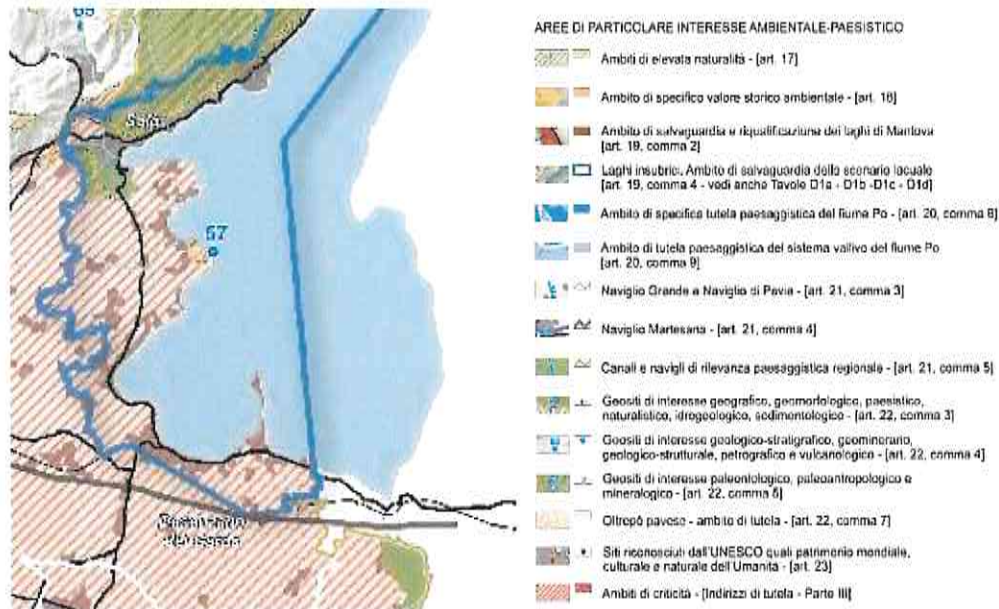 69
Salò
57
Desenzano
del Garda
AREE DI PARTICOLARE INTERESSE AMBIENTALE-PAESISTICO
Ambiti di elevata naturalità - [art. 17]
Ambito di specifico valore storico ambientale - [art. 18]
Ambito di salvaguardia e riqualificazione dei laghi di Mantova
[art. 19, comma 2]
Laghi insubrici. Ambito di salvaguardia dello scenario lacuale
[art. 19, comma 4 - vedi anche Tavole D1a - D1b -D1c - D1d]
Ambito di specifica tutela paesaggistica del fiume Po - [art. 20, comma 8]
Ambito di tutela paesaggistica del sistema vallivo del fiume Po
[art. 20, comma 9]
Naviglio Grande e Naviglio di Pavia - [art. 21, comma 3]
Naviglio Martesana - [art. 21, comma 4]
Canali e navigli di rilevanza paesaggistica regionale - [art. 21, comma 5]
Geositi di interesse geografico, geomorfologico, paesistico,
naturalistico, idrogeologico, sedimentologico - [art. 22, comma 3]
Geositi di interesse geologico-stratigrafico, geominerario,
geologico-strutturale, petrografico e vulcanologico - [art. 22, comma 4]
Geositi di interesse paleontologico, paleoantropologico e
mineralogico - [art. 22, comma 5]
Oltrepò pavese - ambito di tutela - [art. 22, comma 7]
Siti riconosciuti dall'UNESCO quali patrimonio mondiale,
culturale e naturale dell'Umanità - [art. 23]
Ambiti di criticità - [Indirizzi di tutela - Parte III]